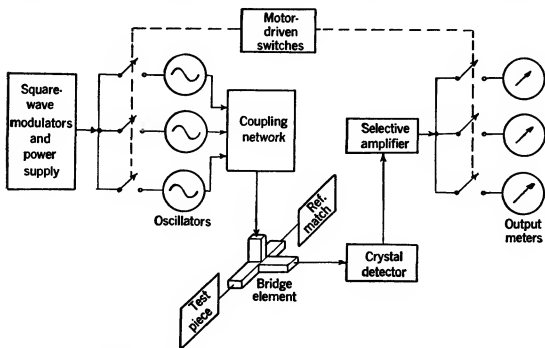 Motor-
driven
switches
Square-
wave
modulators
and
power
supply
Oscillators
Coupling
network
Selective
amplifier
Output
meters
Ref.
match
Bridge
element
Test
piece
Crystal
detector